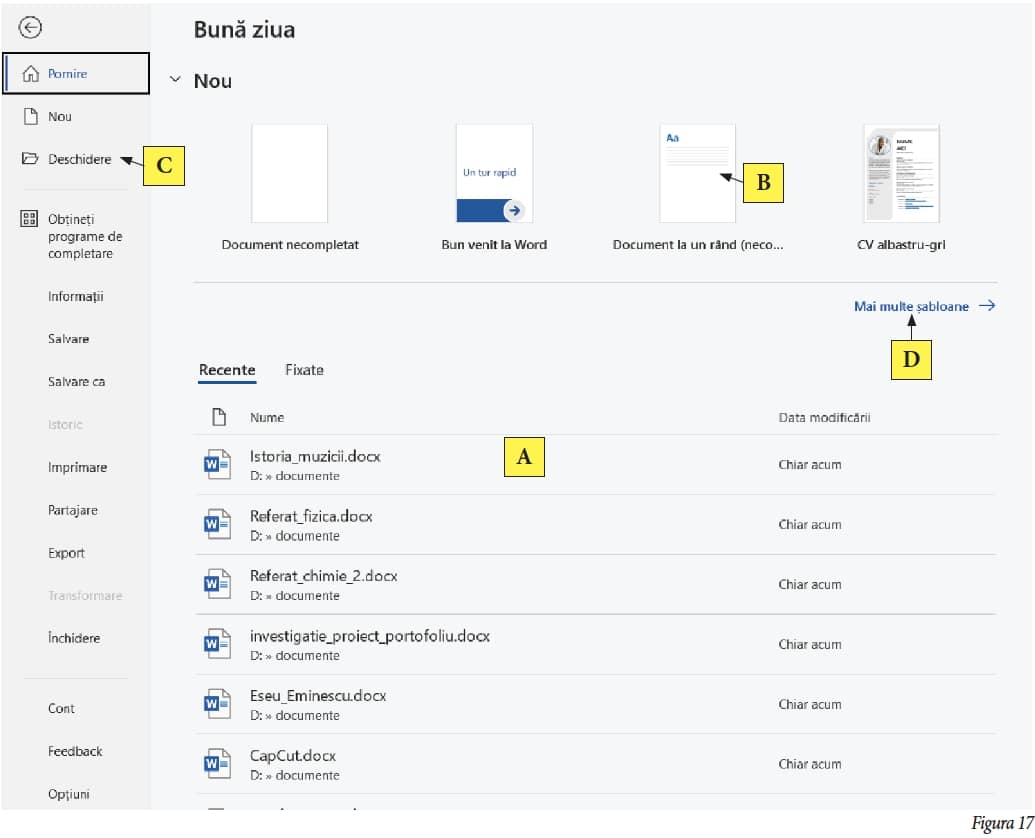 Bună ziua
Pornire
Nou
Nou
Deschidere
C
Aa
Un tur rapid
B
Document necompletat
Bun venit la Word
Document la un rând (neco...
CV albastru-gri
Obțineți
programe de
completare
Informații
Salvare
Salvare ca
Istoric
Imprimare
Partajare
Export
Transformare
Închidere
Cont
Feedback
Opțiuni
Mai multe șabloane
D
Recente Fixate
Nume Data modificării
A
Istoria_muzicii.docx
D: » documente
Chiar acum
Referat_fizica.docx
D: » documente
Chiar acum
Referat_chimie_2.docx
D: » documente
Chiar acum
investigatie_proiect_portofoliu.docx
D: » documente
Chiar acum
Eseu_Eminescu.docx
D: » documente
Chiar acum
CapCut.docx
D: » documente
Chiar acum
Figura 17